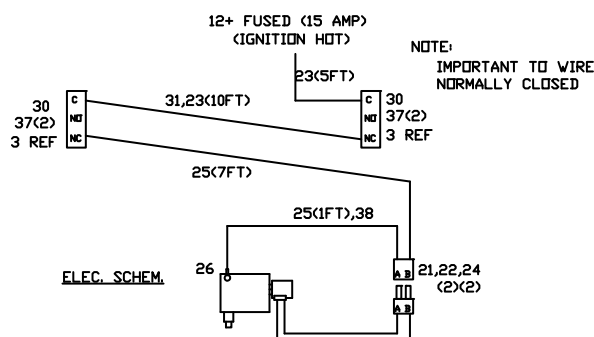 12+ FUSED (15 AMP)
(IGNITION HOT)
NOTE:
IMPORTANT TO WIRE
NORMALLY CLOSED
23(5FT)
30
37(2)
3 REF
C
NO
NC
31,23(10FT)
C
NO
NC
30
37(2)
3 REF
25(7FT)
25(1FT),38
ELEC. SCHEM.
26
A B
21,22,24
(2)(2)
A B